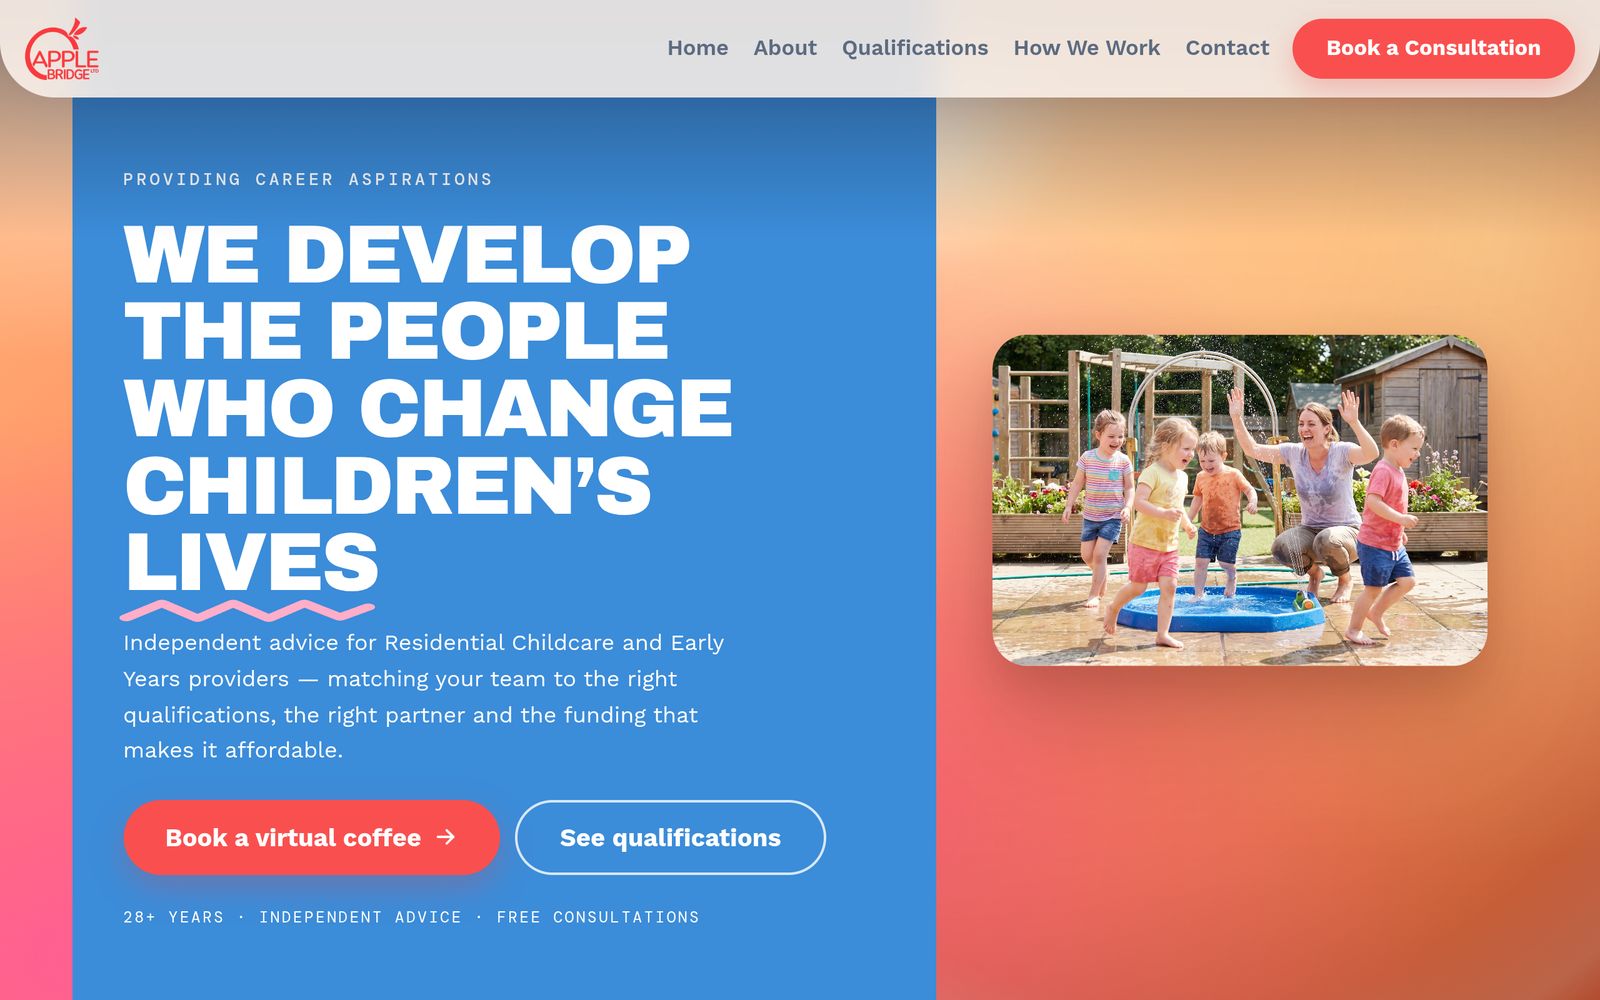 APPLE
BRIDGE LTD
Home About Qualifications How We Work Contact Book a Consultation
PROVIDING CAREER ASPIRATIONS
WE DEVELOP
THE PEOPLE
WHO CHANGE
CHILDREN’S
LIVES
Independent advice for Residential Childcare and Early
Years providers — matching your team to the right
qualifications, the right partner and the funding that
makes it affordable.
Book a virtual coffee →
See qualifications
28+ YEARS · INDEPENDENT ADVICE · FREE CONSULTATIONS